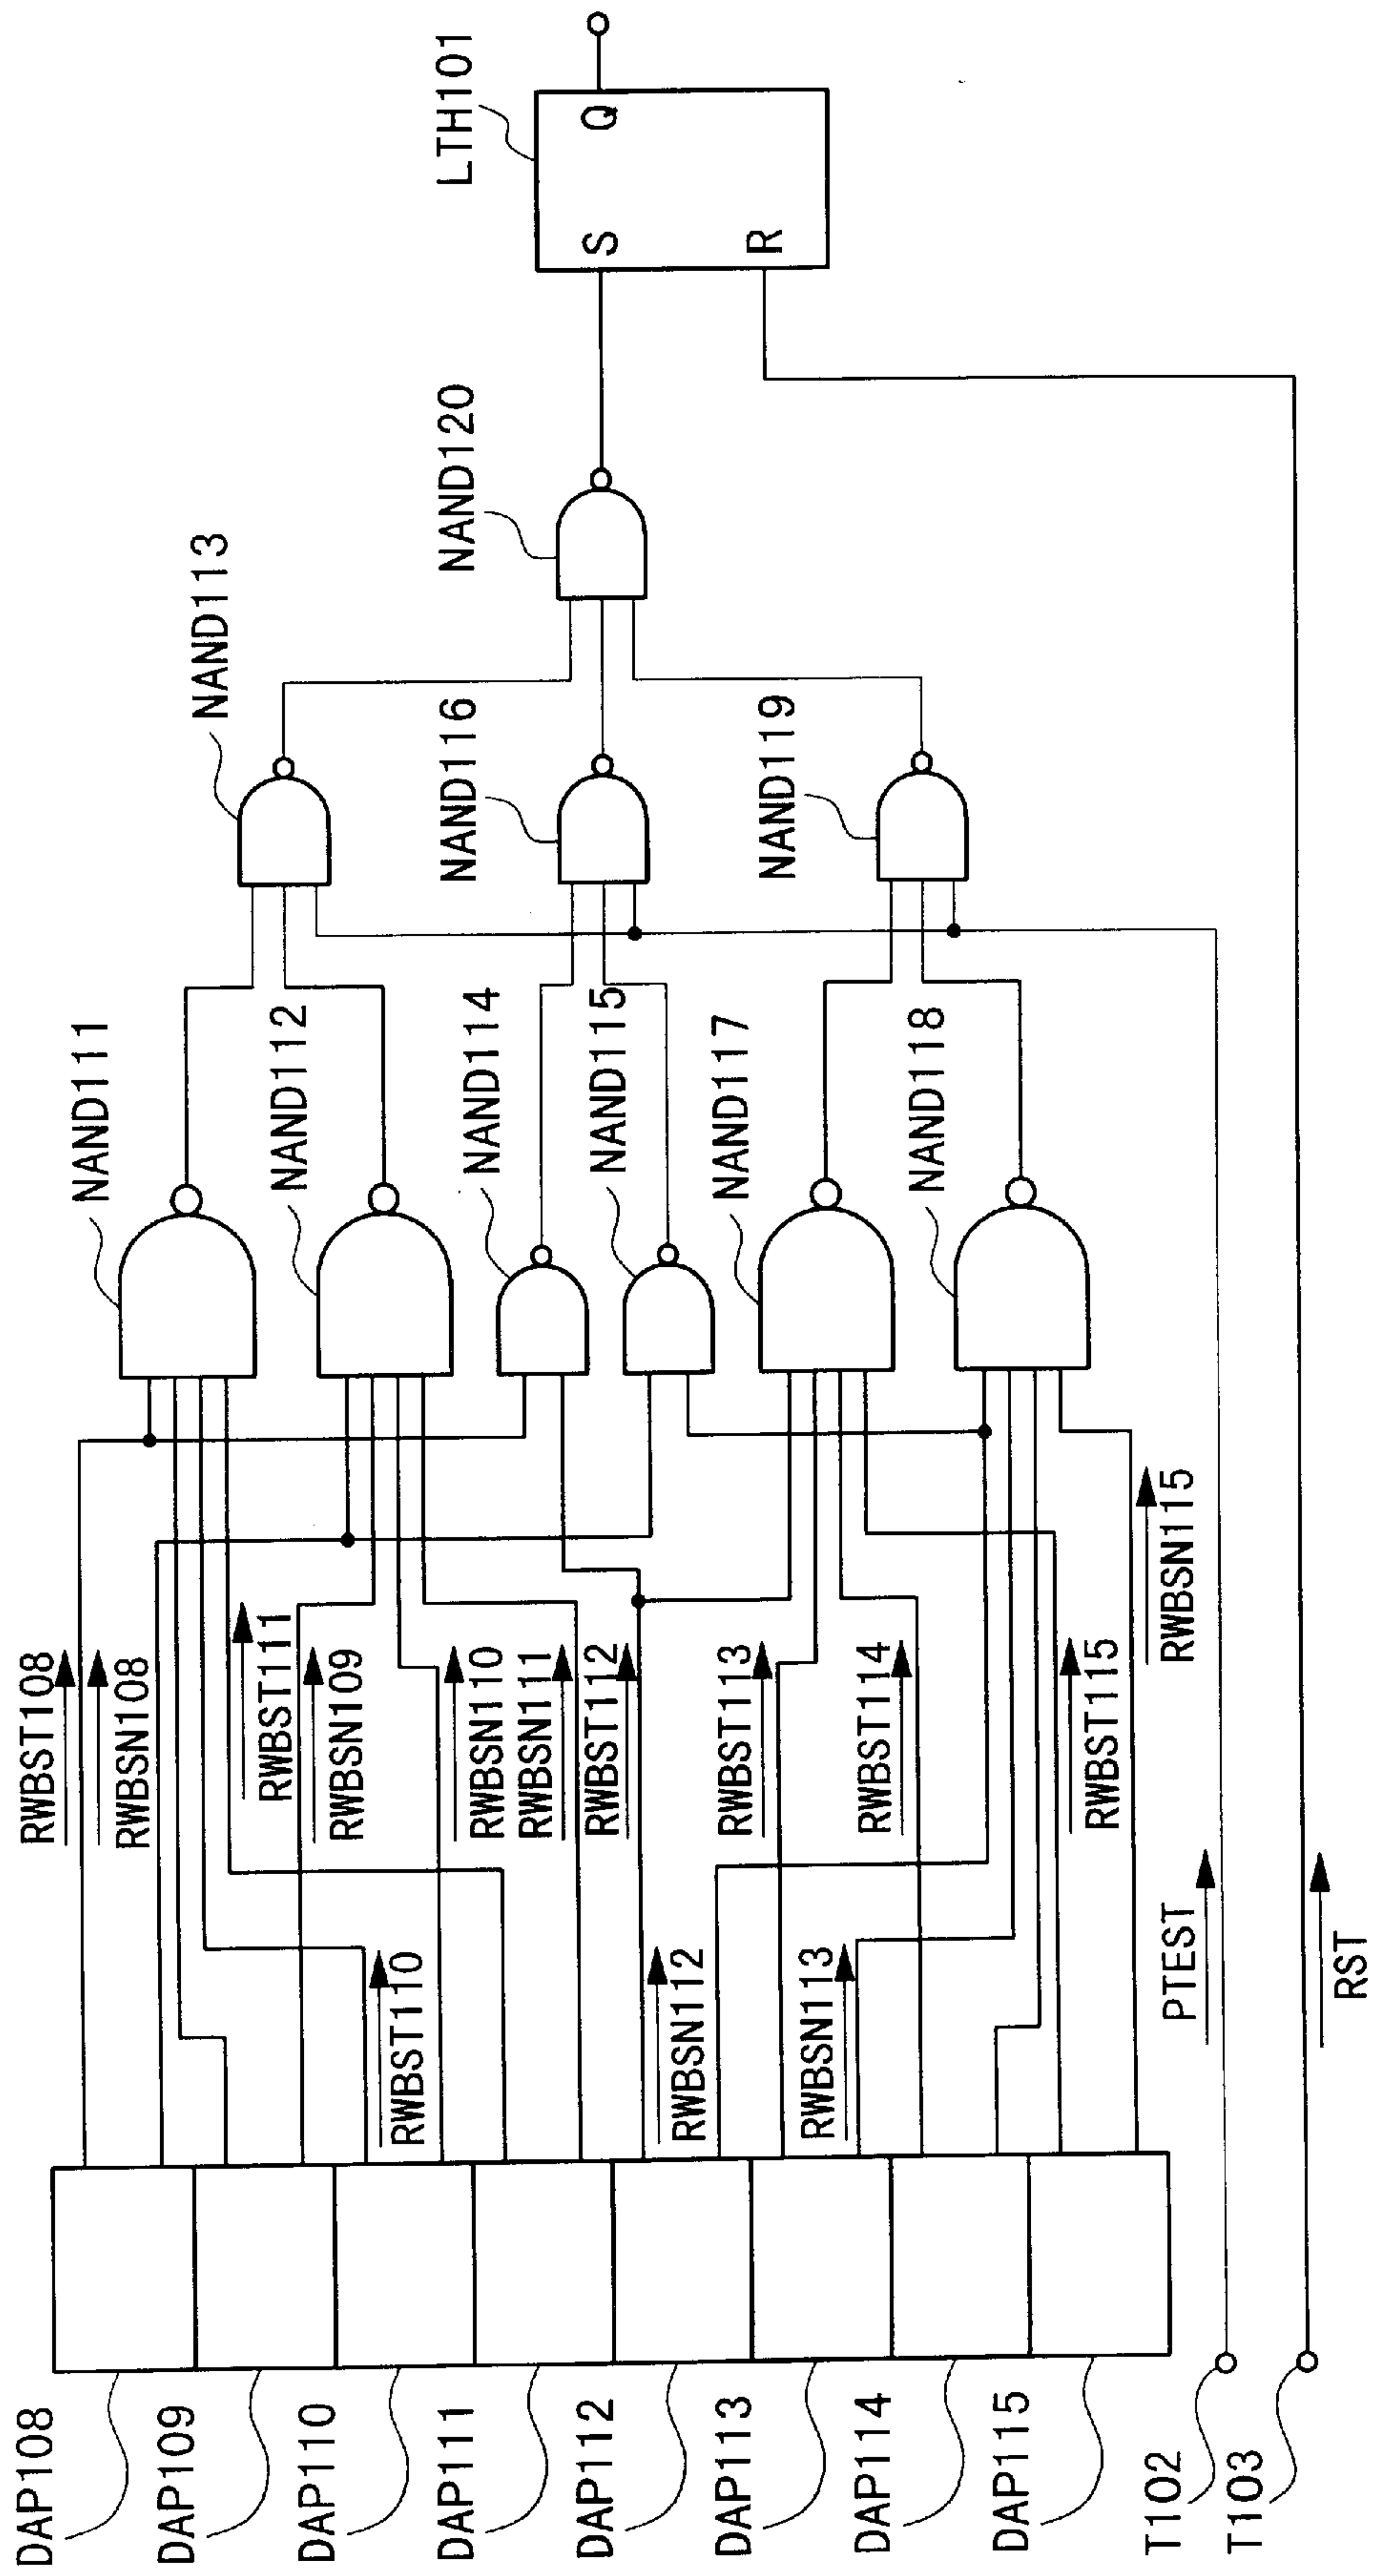 DAP108
DAP109
DAP110
DAP111
DAP112
DAP113
DAP114
DAP115
T102
T103
RWBST108
RWBSN108
RWBST111
RWBSN109
RWBST110
RWBSN110
RWBSN111
RWBST112
RWBSN112
RWBST113
RWBSN113
RWBST114
RWBST115
RWBSN115
PTEST
RST
NAND111
NAND112
NAND114
NAND115
NAND117
NAND118
NAND113
NAND116
NAND119
NAND120
LTH101
S
R
Q